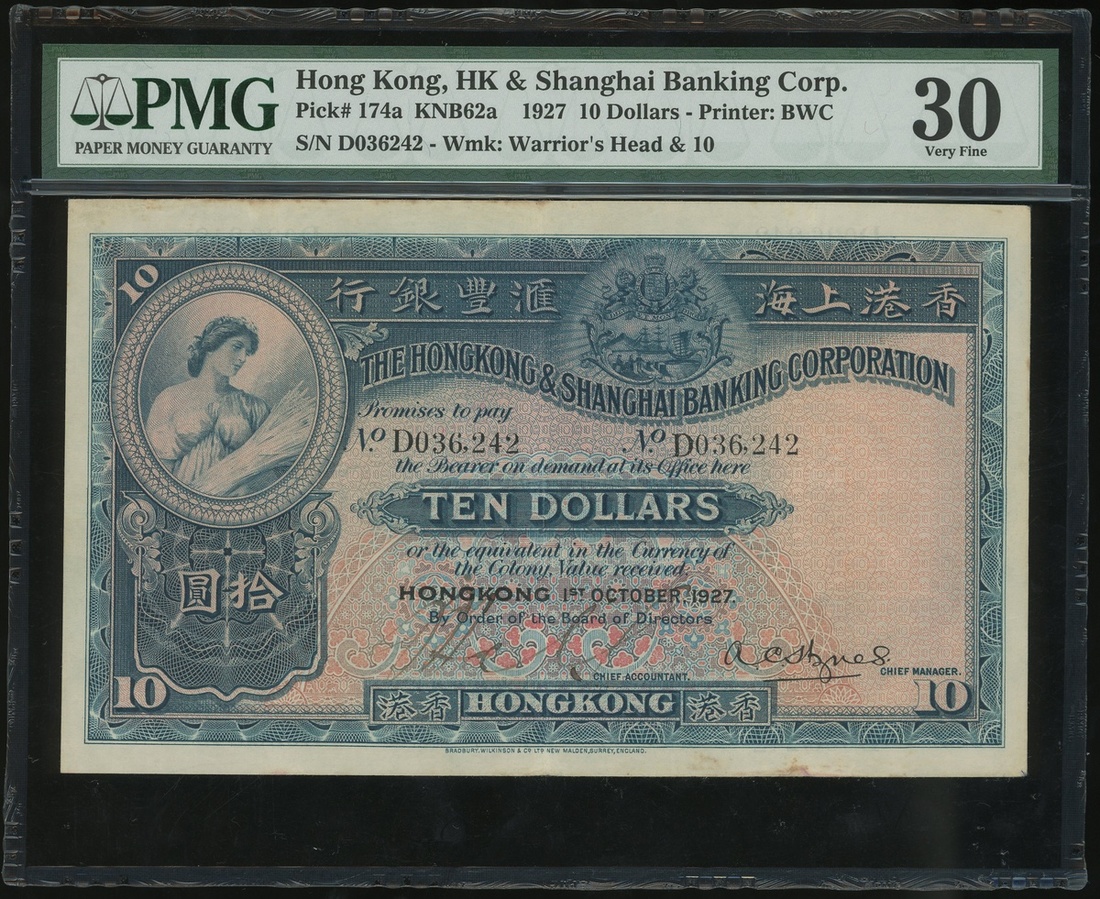 PMG
PAPER MONEY GUARANTY
Hong Kong, HK & Shanghai Banking Corp.
Pick# 174a KNB62a 1927 10 Dollars - Printer: BWC
S/N D036242 - Wmk: Warrior's Head & 10
30
Very Fine
10
行銀豐滙 海上港香
THE HONGKONG & SHANGHAI BANKING CORPORATION
Promises to pay
No. D036,242 No. D036,242
the Bearer on demand at its Office here
TEN DOLLARS
or the equivalent in the Currency of
the Colony, Value received.
圓拾
HONGKONG 1ST OCTOBER 1927.
By Order of the Board of Directors
CHIEF ACCOUNTANT.
CHIEF MANAGER.
10 港香 HONGKONG 港香 10
BRADBURY, WILKINSON & Co LTD NEW MALDEN, SURREY, ENGLAND.